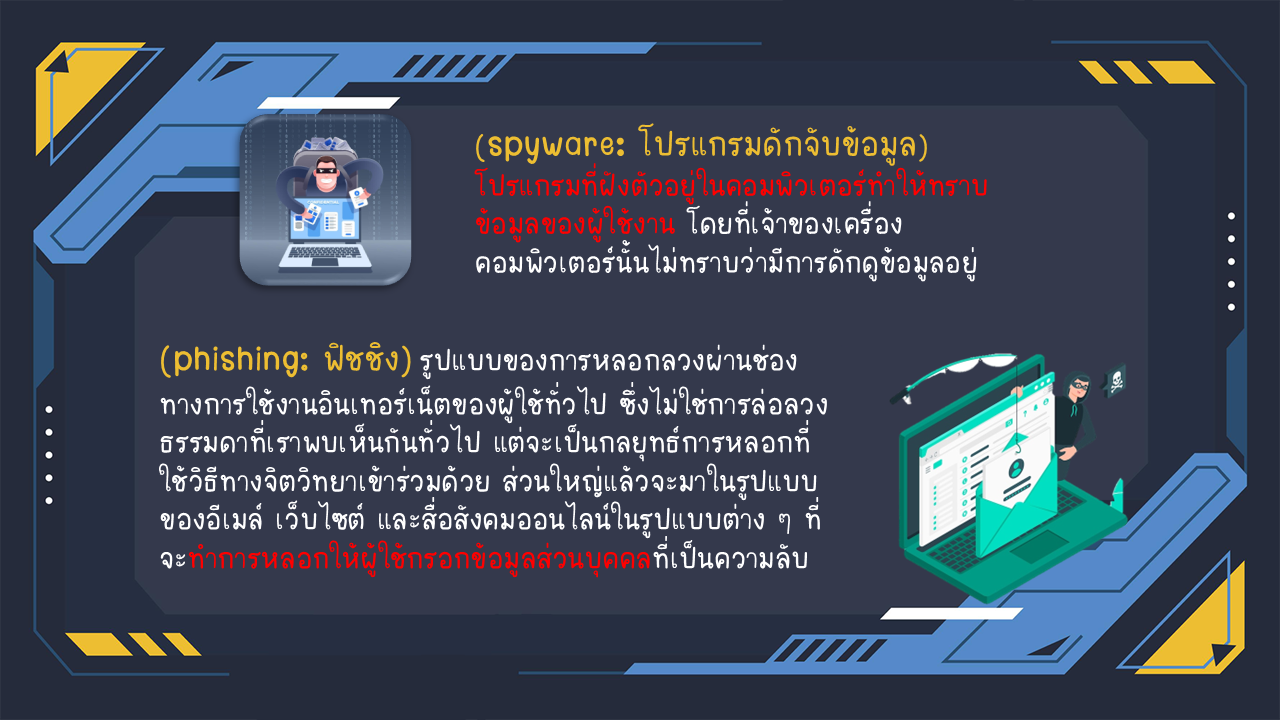 (spyware: โปรแกรมดักจับข้อมูล)
โปรแกรมที่ฝังตัวอยู่ในคอมพิวเตอร์ทำให้ทราบ
ข้อมูลของผู้ใช้งาน โดยที่เจ้าของเครื่อง
คอมพิวเตอร์นั้นไม่ทราบว่ามีการดักดูข้อมูลอยู่
CONFIDENTIAL
(phishing: ฟิชชิง) รูปแบบของการหลอกลวงผ่านช่อง
ทางการใช้งานอินเทอร์เน็ตของผู้ใช้ทั่วไป ซึ่งไม่ใช่การล่อลวง
ธรรมดาที่เราพบเห็นกันทั่วไป แต่จะเป็นกลยุทธ์การหลอกที่
ใช้วิธีทางจิตวิทยาเข้าร่วมด้วย ส่วนใหญ่แล้วจะมาในรูปแบบ
ของอีเมล์ เว็บไซต์ และสื่อสังคมออนไลน์ในรูปแบบต่าง ๆ ที่
จะทำการหลอกให้ผู้ใช้กรอกข้อมูลส่วนบุคคลที่เป็นความลับ